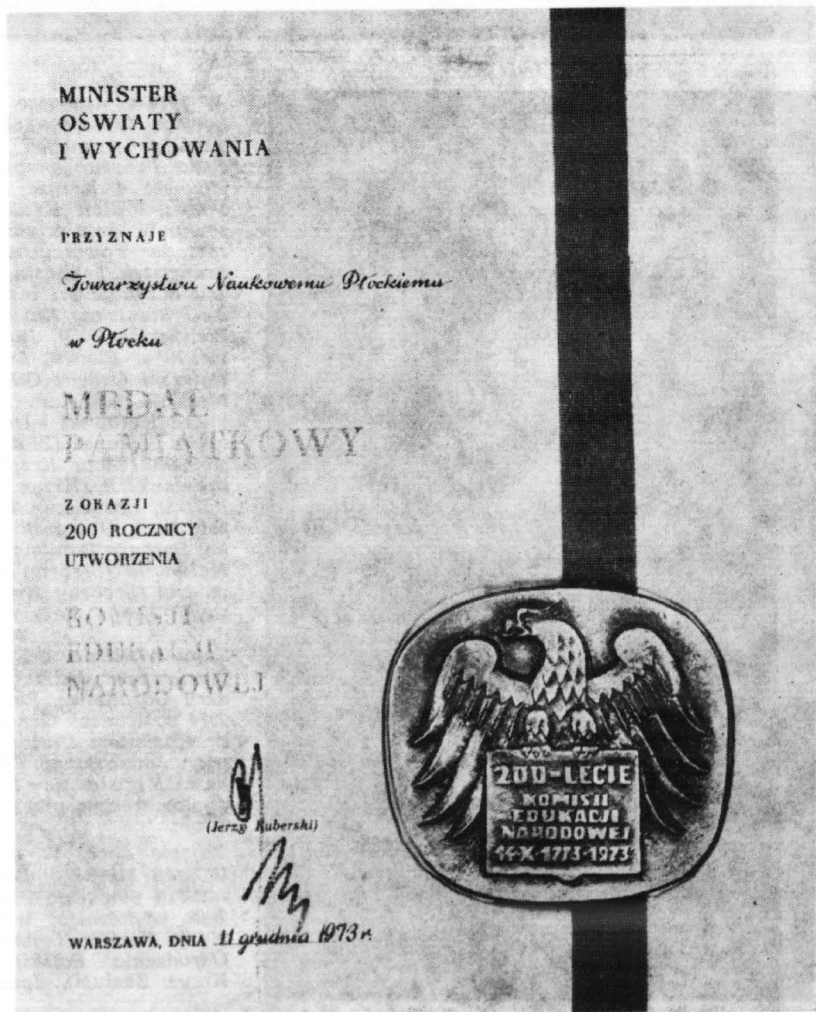 MINISTER
OŚWIATY
I WYCHOWANIA
PRZYZNAJE
Towarzystwu Naukowemu Płockiemu
w Płocku
MEDAL
PAMIĄTKOWY
Z OKAZJI
200 ROCZNICY
UTWORZENIA
KOMISJI
EDUKACJI
NARODOWEJ
(Jerzy Kuberski)
WARSZAWA, DNIA 11 grudnia 1973 r.
200-LECIE
KOMISJI
EDUKACJI
NARODOWEJ
14-X-1773-1973